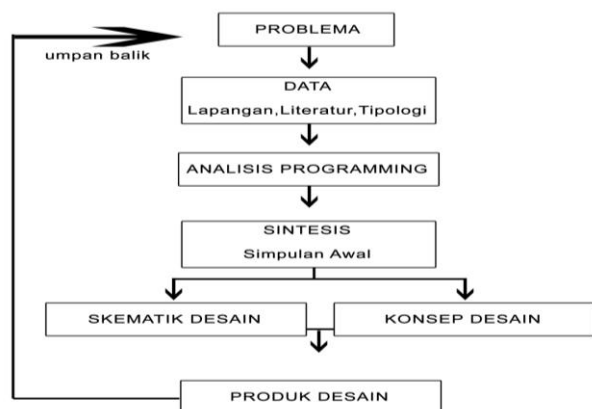 PROBLEMA
umpan balik
DATA
Lapangan,Literatur,Tipologi
ANALISIS PROGRAMMING
SINTESIS
Simpulan Awal
SKEMATIK DESAIN
KONSEP DESAIN
PRODUK DESAIN